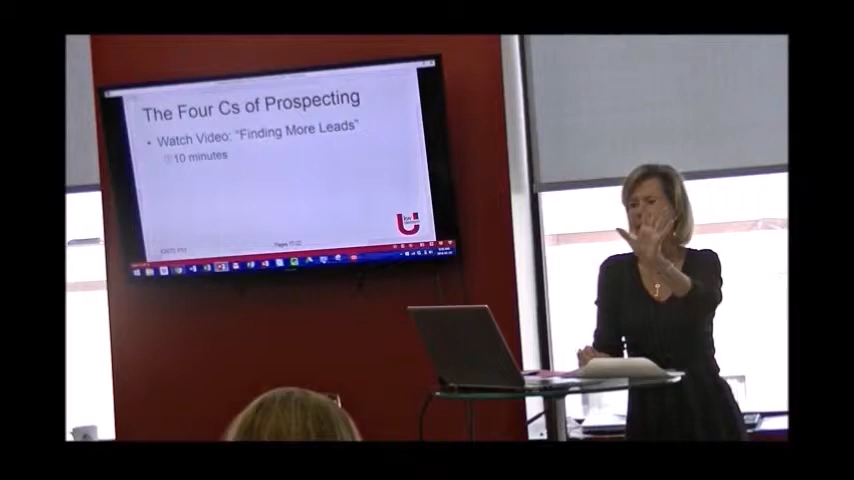 The Four Cs of Prospecting
• Watch Video: "Finding More Leads"
10 minutes